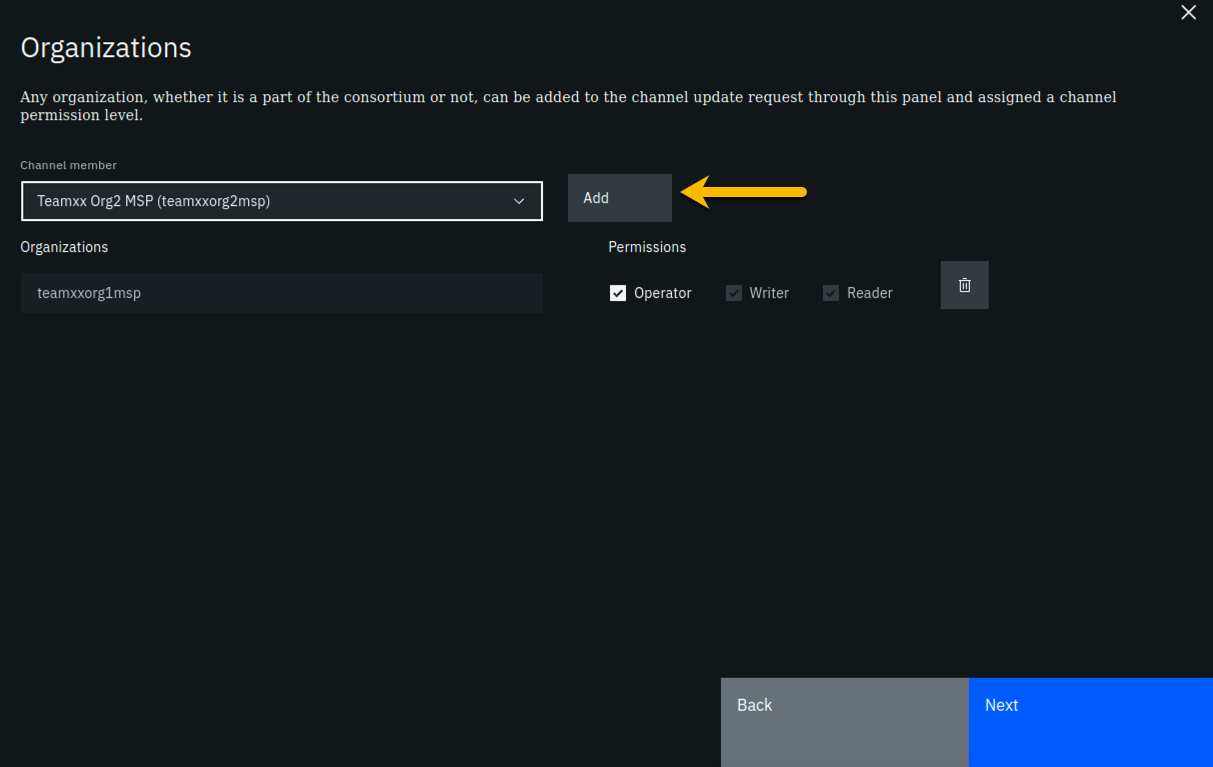 Organizations
Any organization, whether it is a part of the consortium or not, can be added to the channel update request through this panel and assigned a channel
permission level.
Channel member
Teamxx Org2 MSP (teamxxorg2msp)
Add
Organizations
Permissions
teamxxorg1msp
Operator
Writer
Reader
Back
Next